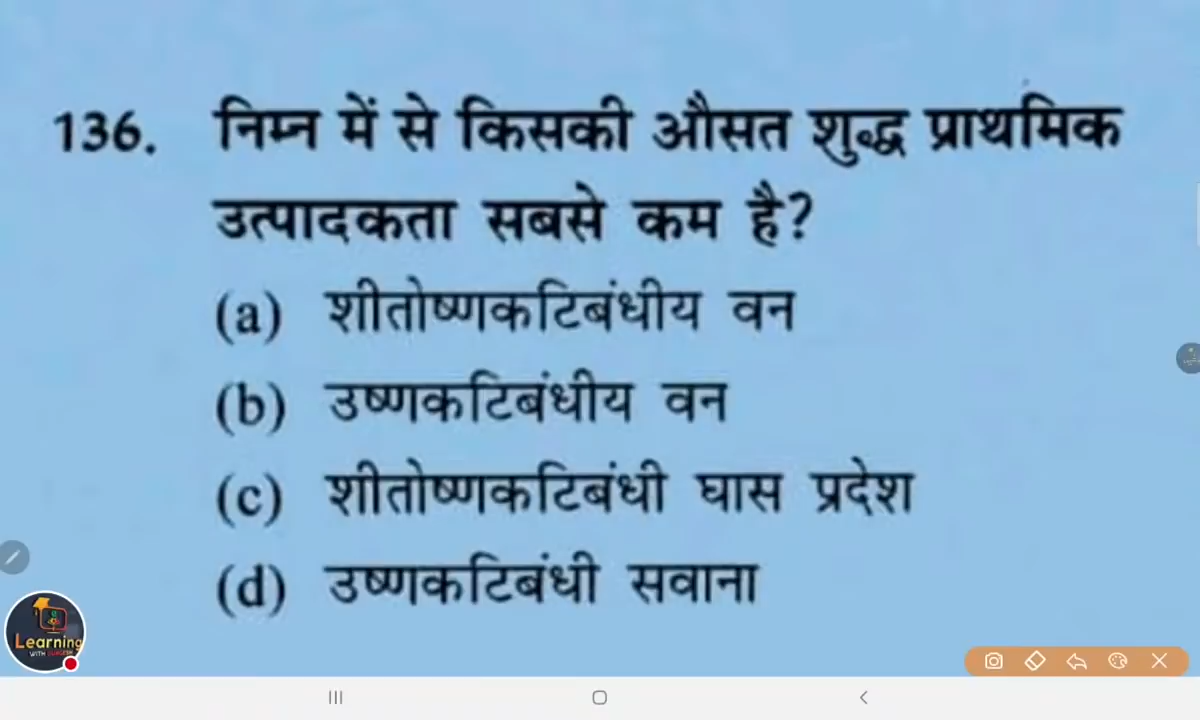 136. निम्न में से किसकी औसत शुद्ध प्राथमिक
उत्पादकता सबसे कम है?
(a) शीतोष्णकटिबंधीय वन
(b) उष्णकटिबंधीय वन
(c) शीतोष्णकटिबंधी घास प्रदेश
(d) उष्णकटिबंधी सवाना
Learning